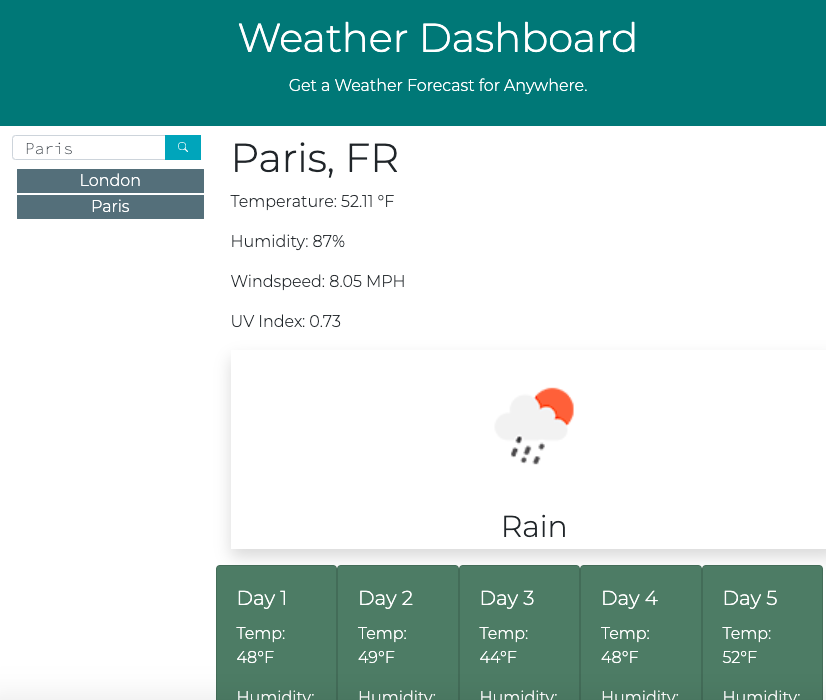 Weather Dashboard
Get a Weather Forecast for Anywhere.
Paris
London
Paris
Paris, FR
Temperature: 52.11 °F
Humidity: 87%
Windspeed: 8.05 MPH
UV Index: 0.73
Rain
Day 1
Temp:
48°F
Humidity:
Day 2
Temp:
49°F
Humidity:
Day 3
Temp:
44°F
Humidity:
Day 4
Temp:
48°F
Humidity:
Day 5
Temp:
52°F
Humidity: